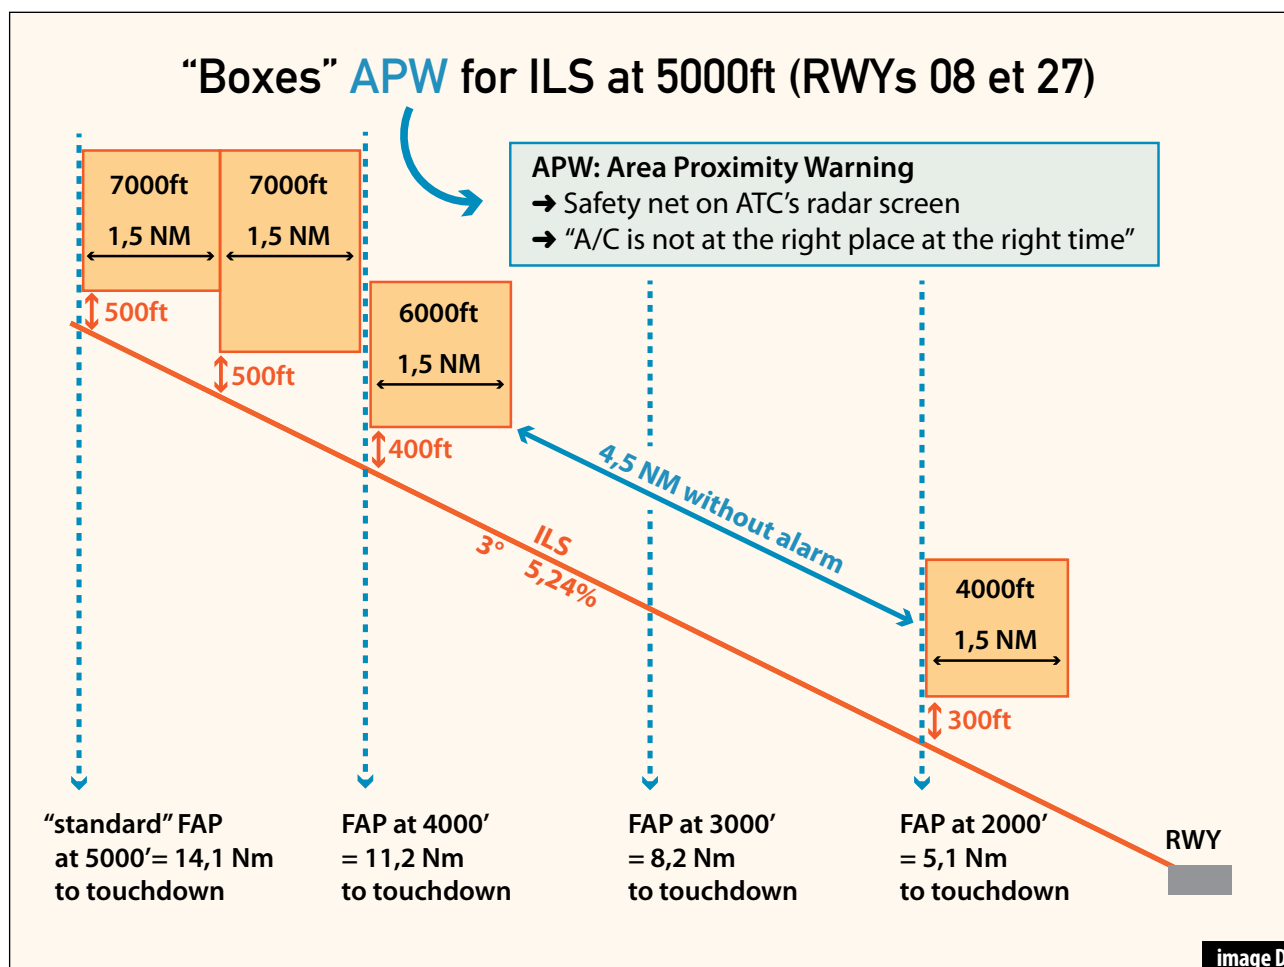 “Boxes” APW for ILS at 5000ft (RWYs 08 et 27)
APW: Area Proximity Warning
➜ Safety net on ATC’s radar screen
➜ “A/C is not at the right place at the right time”
7000ft
1,5 NM
7000ft
1,5 NM
500ft
500ft
6000ft
1,5 NM
400ft
4,5 NM without alarm
ILS
3°
5,24%
4000ft
1,5 NM
300ft
“standard” FAP
at 5000’= 14,1 Nm
to touchdown
FAP at 4000’
= 11,2 Nm
to touchdown
FAP at 3000’
= 8,2 Nm
to touchdown
FAP at 2000’
= 5,1 Nm
to touchdown
RWY
image D